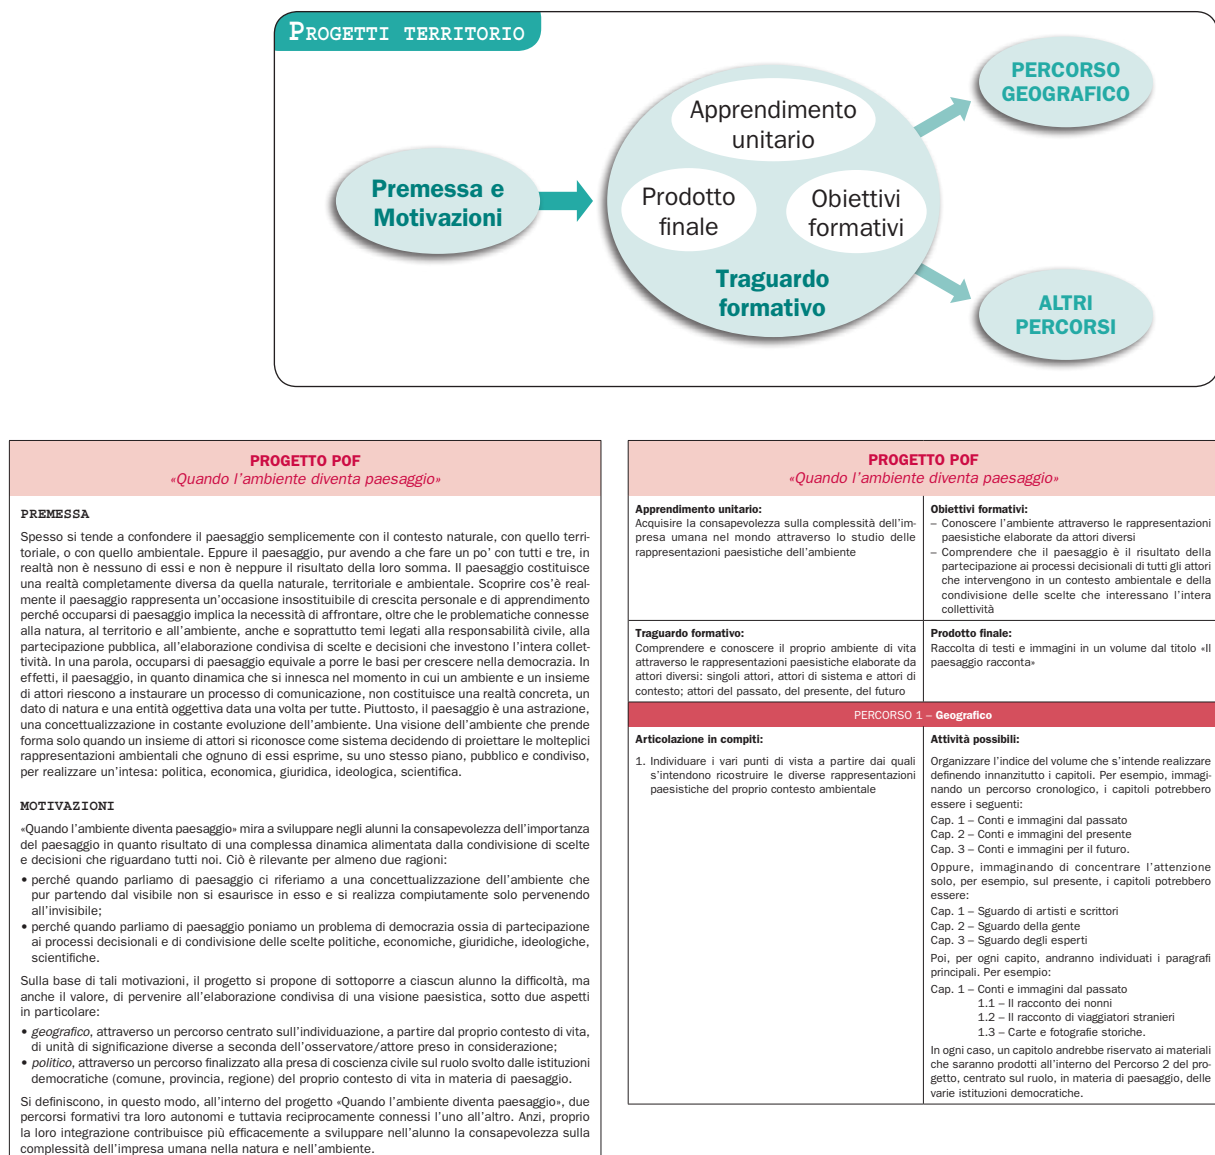 PROGETTI TERRITORIO
Premessa e
Motivazioni
Apprendimento
unitario
Prodotto
finale
Obiettivi
formativi
Traguardo
formativo
PERCORSO
GEOGRAFICO
ALTRI
PERCORSI
PROGETTO POF
«Quando l'ambiente diventa paesaggio»
PREMESSA
Spesso si tende a confondere il paesaggio semplicemente con il contesto naturale, con quello terri-
toriale, o con quello ambientale. Eppure il paesaggio, pur avendo a che fare un po' con tutti e tre, in
realtà non è nessuno di essi e non è neppure il risultato della loro somma. Il paesaggio costituisce
una realtà completamente diversa da quella naturale, territoriale e ambientale. Scoprire cos'è real-
mente il paesaggio rappresenta un'occasione insostituibile di crescita personale e di apprendimento
perché occuparsi di paesaggio implica la necessità di affrontare, oltre che le problematiche connesse
alla natura, al territorio e all'ambiente, anche e soprattutto temi legati alla responsabilità civile, alla
partecipazione pubblica, all'elaborazione condivisa di scelte e decisioni che investono l'intera collet-
tività. In una parola, occuparsi di paesaggio equivale a porre le basi per crescere nella democrazia. In
effetti, il paesaggio, in quanto dinamica che si innesca nel momento in cui un ambiente e un insieme
di attori riescono a instaurare un processo di comunicazione, non costituisce una realtà concreta, un
dato di natura e una entità oggettiva data una volta per tutte. Piuttosto, il paesaggio è una astrazione,
una concettualizzazione in costante evoluzione dell'ambiente. Una visione dell'ambiente che prende
forma solo quando un insieme di attori si riconosce come sistema decidendo di proiettare le molteplici
rappresentazioni ambientali che ognuno di essi esprime, su uno stesso piano, pubblico e condiviso,
per realizzare un'intesa: politica, economica, giuridica, ideologica, scientifica.
MOTIVAZIONI
«Quando l'ambiente diventa paesaggio» mira a sviluppare negli alunni la consapevolezza dell'importanza
del paesaggio in quanto risultato di una complessa dinamica alimentata dalla condivisione di scelte
e decisioni che riguardano tutti noi. Ciò è rilevante per almeno due ragioni:
• perché quando parliamo di paesaggio ci riferiamo a una concettualizzazione dell'ambiente che
pur partendo dal visibile non si esaurisce in esso e si realizza compiutamente solo pervenendo
all'invisibile;
• perché quando parliamo di paesaggio poniamo un problema di democrazia ossia di partecipazione
ai processi decisionali e di condivisione delle scelte politiche, economiche, giuridiche, ideologiche,
scientifiche.
Sulla base di tali motivazioni, il progetto si propone di sottoporre a ciascun alunno la difficoltà, ma
anche il valore, di pervenire all'elaborazione condivisa di una visione paesistica, sotto due aspetti
in particolare:
• geografico, attraverso un percorso centrato sull'individuazione, a partire dal proprio contesto di vita,
di unità di significazione diverse a seconda dell'osservatore/attore preso in considerazione;
• politico, attraverso un percorso finalizzato alla presa di coscienza civile sul ruolo svolto dalle istituzioni
democratiche (comune, provincia, regione) del proprio contesto di vita in materia di paesaggio.
Si definiscono, in questo modo, all'interno del progetto «Quando l'ambiente diventa paesaggio», due
percorsi formativi tra loro autonomi e tuttavia reciprocamente connessi l'uno all'altro. Anzi, proprio
la loro integrazione contribuisce più efficacemente a sviluppare nell'alunno la consapevolezza sulla
complessità dell'impresa umana nella natura e nell'ambiente.
PROGETTO POF
«Quando l'ambiente diventa paesaggio»
Apprendimento unitario:
Acquisire la consapevolezza sulla complessità dell'im-
presa umana nel mondo attraverso lo studio delle
rappresentazioni paesistiche dell'ambiente
Obiettivi formativi:
– Conoscere l'ambiente attraverso le rappresentazioni
paesistiche elaborate da attori diversi
– Comprendere che il paesaggio è il risultato della
partecipazione ai processi decisionali di tutti gli attori
che intervengono in un contesto ambientale e della
condivisione delle scelte che interessano l'intera
collettività
Traguardo formativo:
Comprendere e conoscere il proprio ambiente di vita
attraverso le rappresentazioni paesistiche elaborate da
attori diversi: singoli attori, attori di sistema e attori di
contesto; attori del passato, del presente, del futuro
Prodotto finale:
Raccolta di testi e immagini in un volume dal titolo «Il
paesaggio racconta»
PERCORSO 1 – Geografico
Articolazione in compiti:
1. Individuare i vari punti di vista a partire dai quali
s'intendono ricostruire le diverse rappresentazioni
paesistiche del proprio contesto ambientale
Attività possibili:
Organizzare l'indice del volume che s'intende realizzare
definendo innanzitutto i capitoli. Per esempio, immagi-
nando un percorso cronologico, i capitoli potrebbero
essere i seguenti:
Cap. 1 – Conti e immagini dal passato
Cap. 2 – Conti e immagini del presente
Cap. 3 – Conti e immagini per il futuro.
Oppure, immaginando di concentrare l'attenzione
solo, per esempio, sul presente, i capitoli potrebbero
essere:
Cap. 1 – Sguardo di artisti e scrittori
Cap. 2 – Sguardo della gente
Cap. 3 – Sguardo degli esperti
Poi, per ogni capito, andranno individuati i paragrafi
principali. Per esempio:
Cap. 1 – Conti e immagini dal passato
1.1 – Il racconto dei nonni
1.2 – Il racconto di viaggiatori stranieri
1.3 – Carte e fotografie storiche.
In ogni caso, un capitolo andrebbe riservato ai materiali
che saranno prodotti all'interno del Percorso 2 del pro-
getto, centrato sul ruolo, in materia di paesaggio, delle
varie istituzioni democratiche.